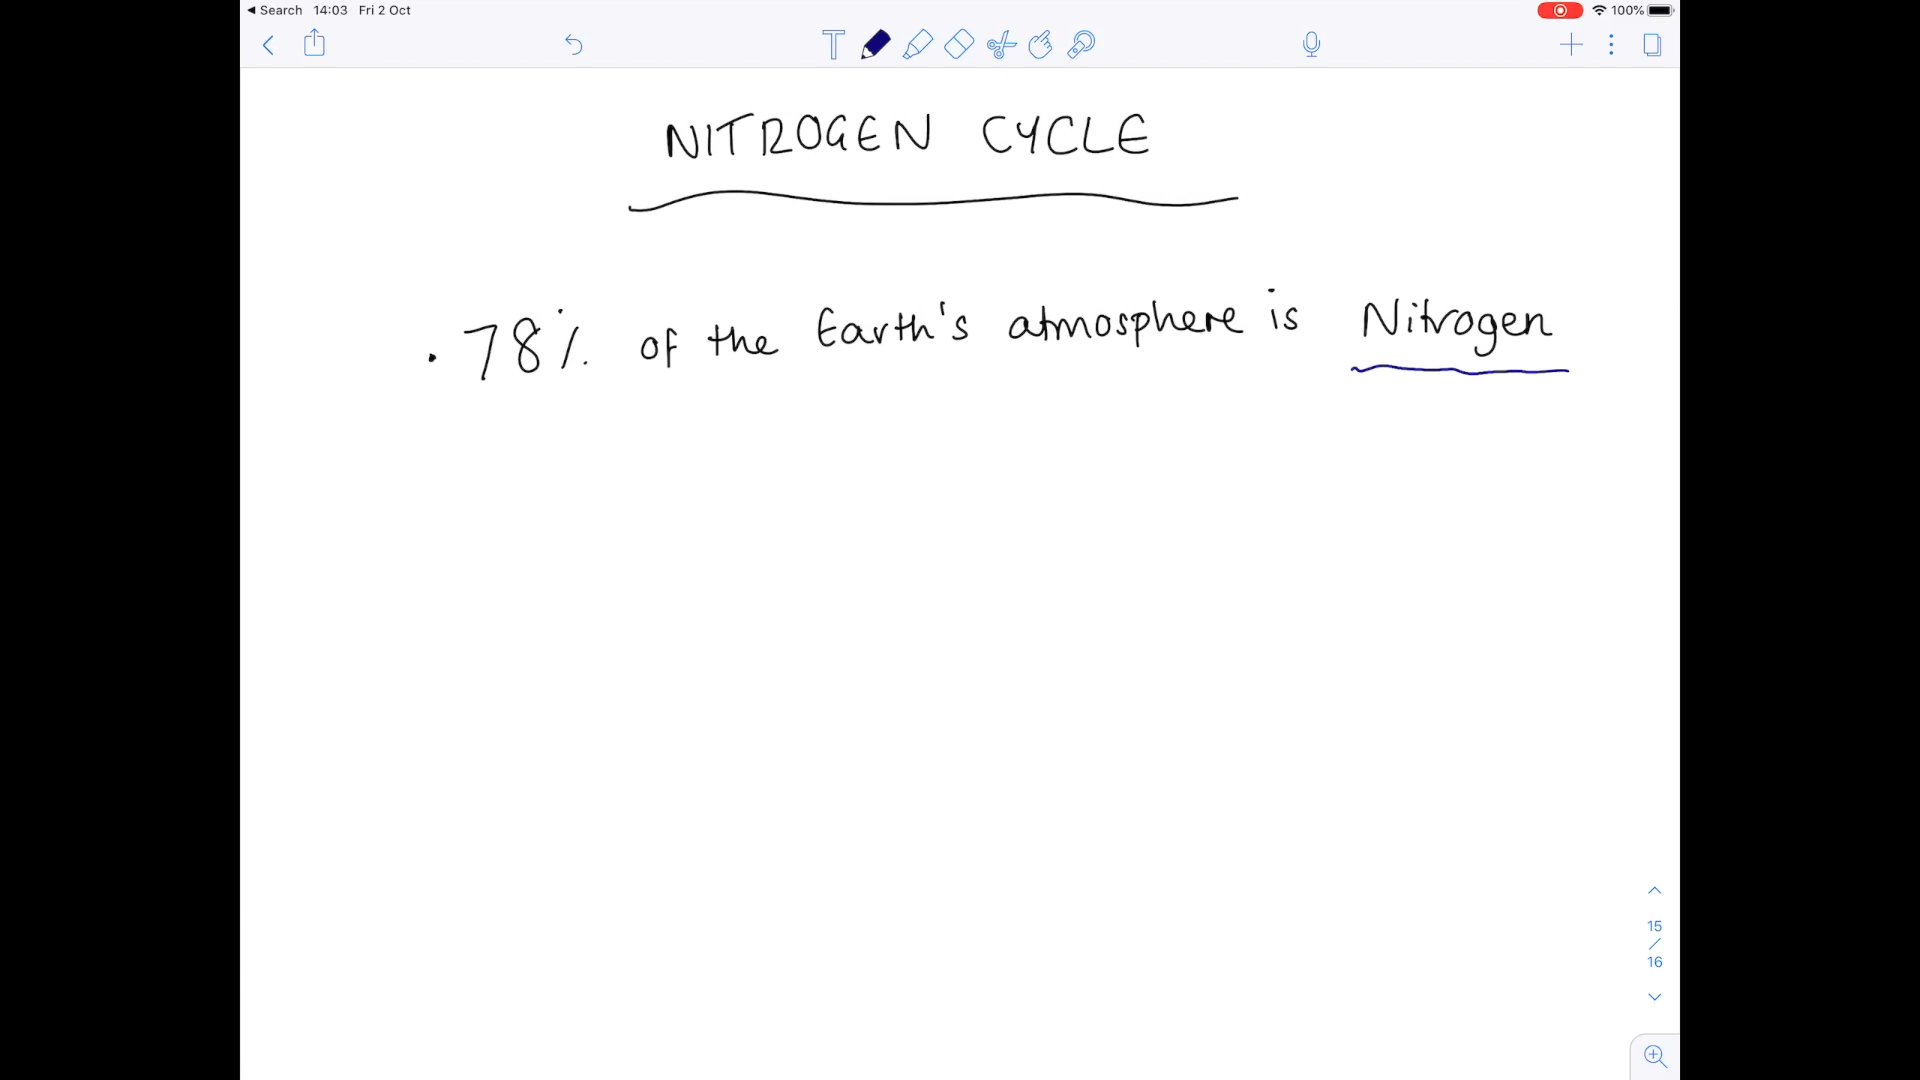 ◀ Search 14:03 Fri 2 Oct 100%
T
NITROGEN CYCLE
. 78% of the Earth's atmosphere is Nitrogen
15
/
16